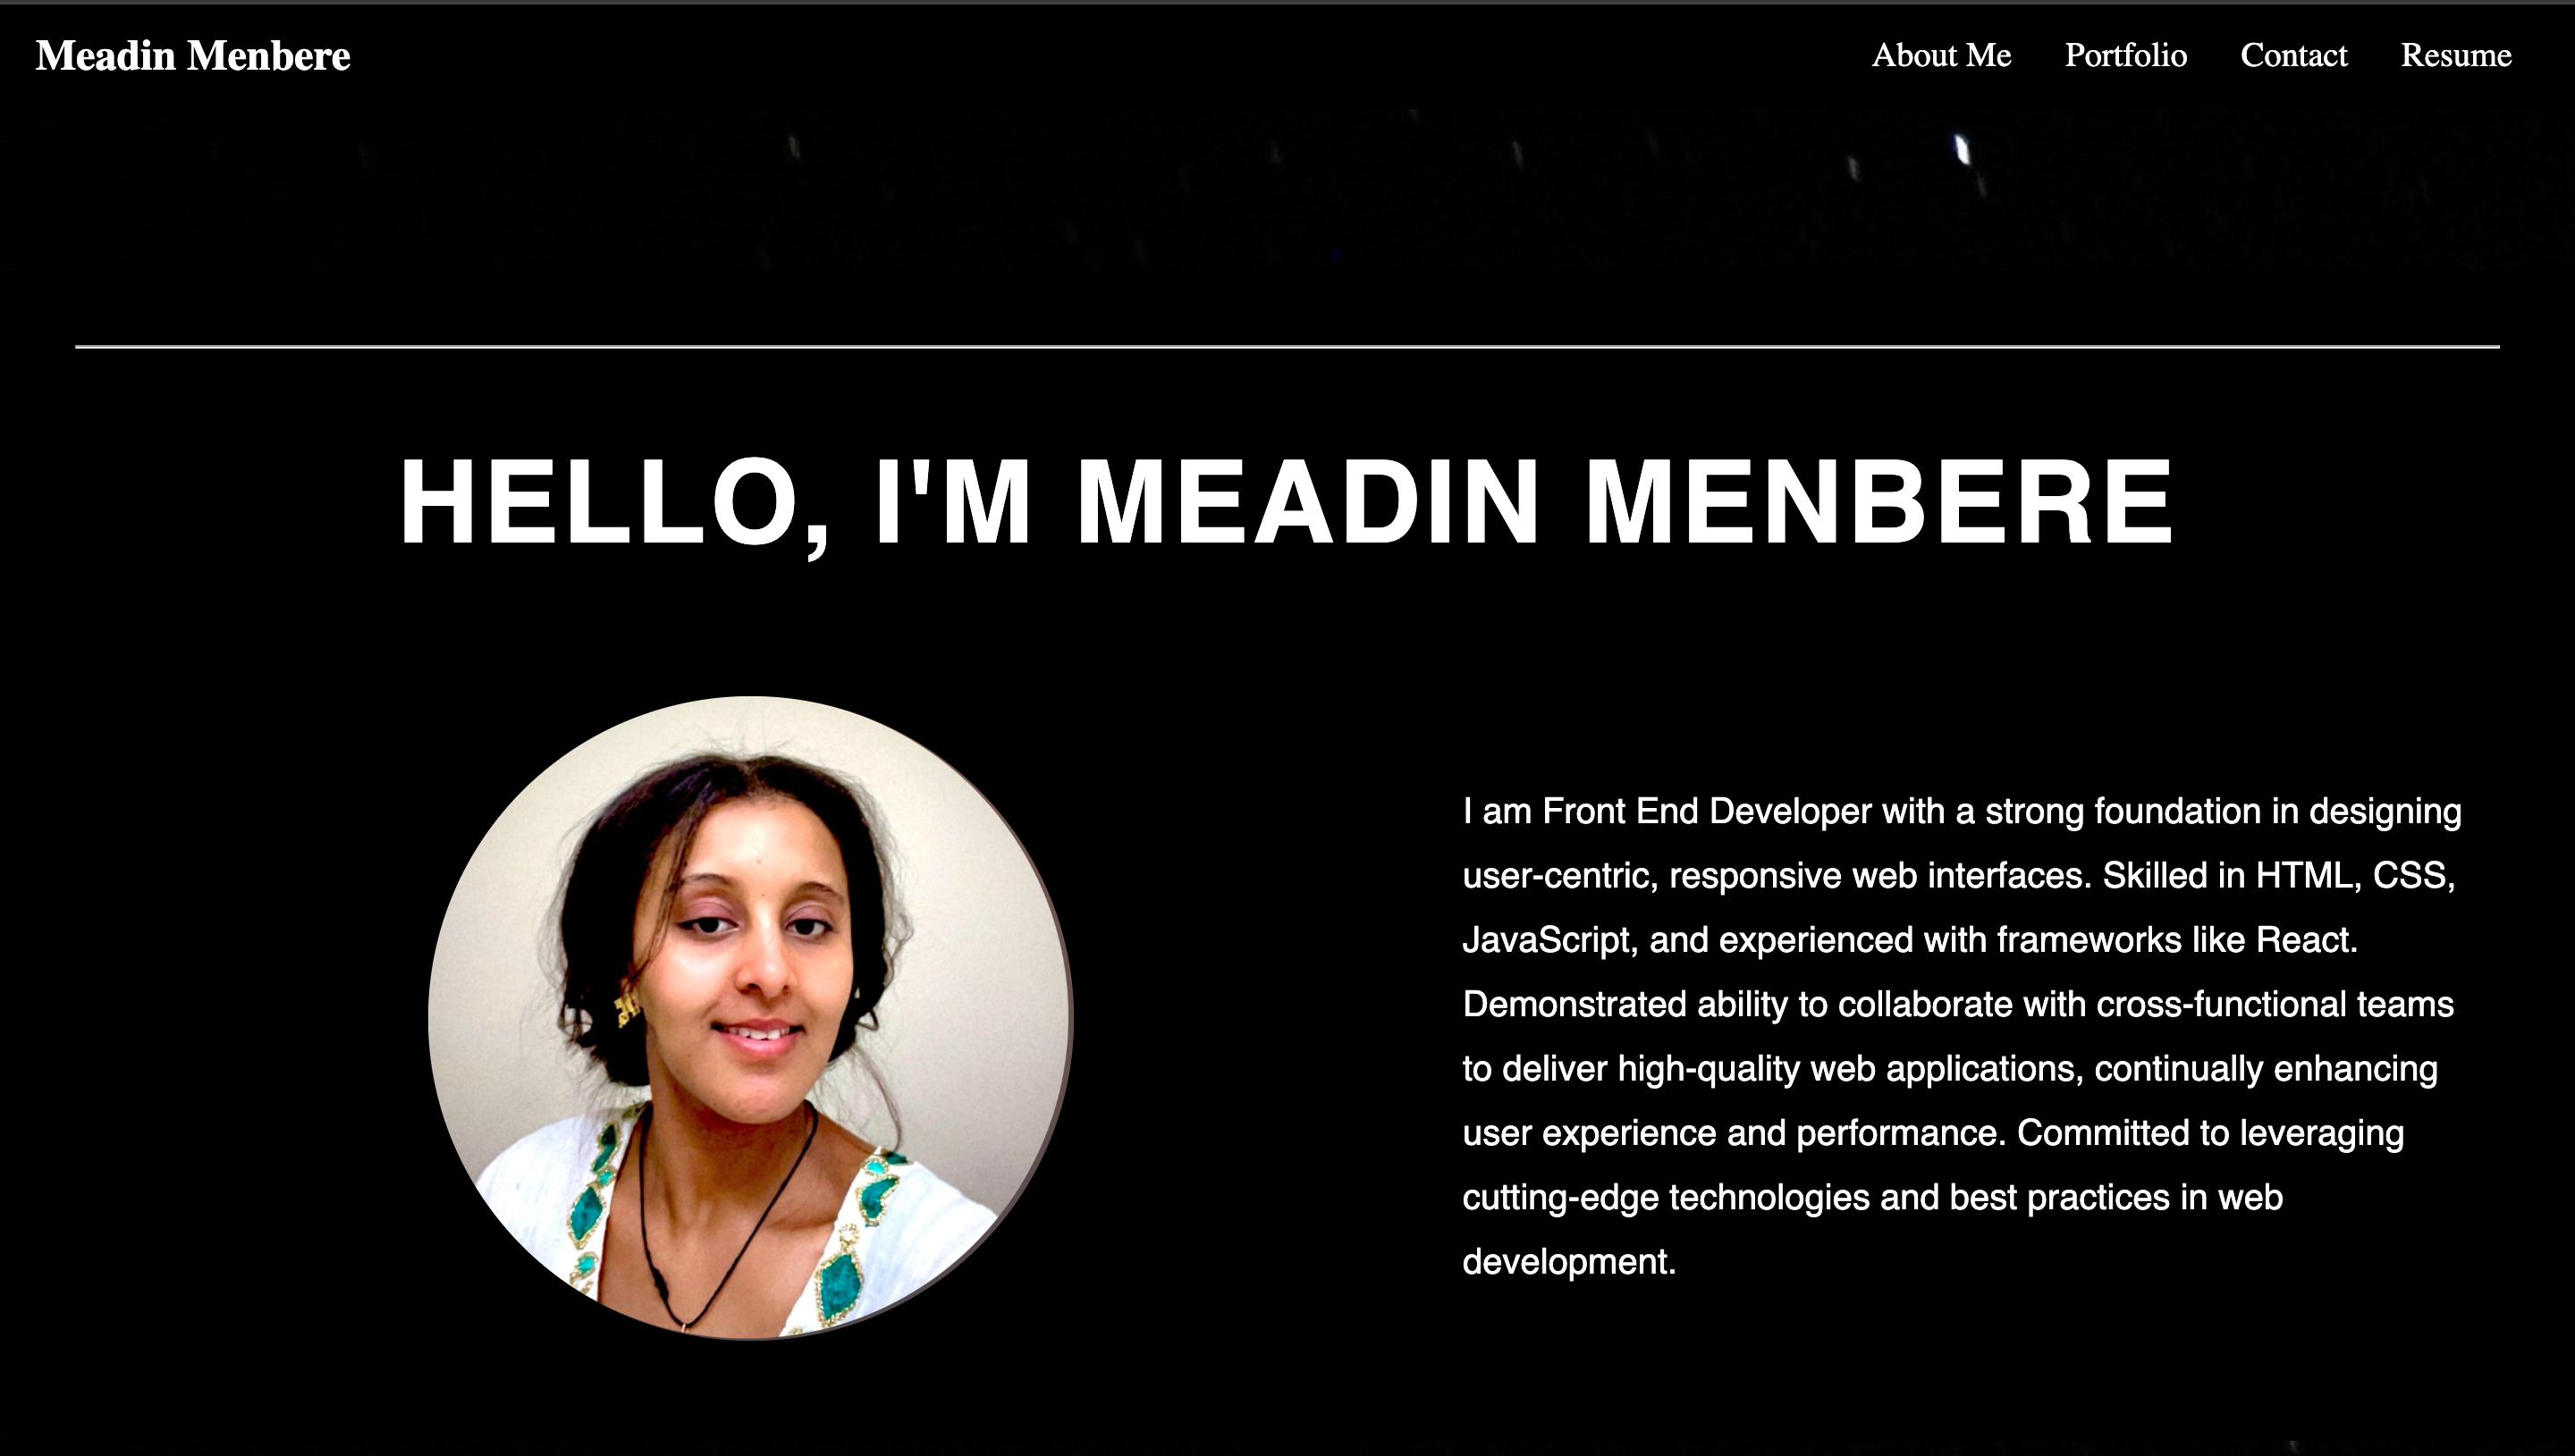 Meadin Menbere
About Me Portfolio Contact Resume
HELLO, I'M MEADIN MENBERE
I am Front End Developer with a strong foundation in designing
user-centric, responsive web interfaces. Skilled in HTML, CSS,
JavaScript, and experienced with frameworks like React.
Demonstrated ability to collaborate with cross-functional teams
to deliver high-quality web applications, continually enhancing
user experience and performance. Committed to leveraging
cutting-edge technologies and best practices in web
development.